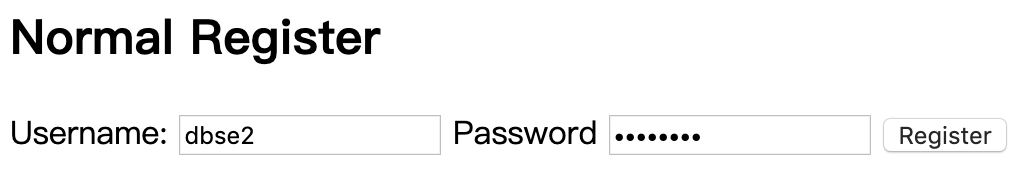 Normal Register
Username: dbse2 Password •••••••• Register